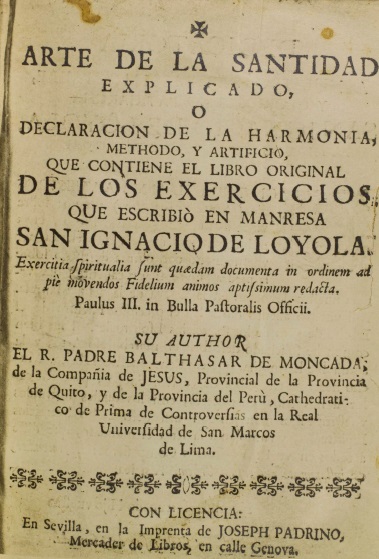 ✠
ARTE DE LA SANTIDAD
EXPLICADO,
O
DECLARACION DE LA HARMONIA,
METHODO, Y ARTIFICIO,
QUE CONTIENE EL LIBRO ORIGINAL
DE LOS EXERCICIOS,
QUE ESCRIBIÒ EN MANRESA
SAN IGNACIO DE LOYOLA.
Exercitia ſpiritualia ſunt quædam documenta in ordinem ad
piè movendos Fidelium animos aptiſsimum redacta.
Paulus III. in Bulla Paſtoralis Officii.
SU AUTHOR
EL R. PADRE BALTHASAR DE MONCADA,
de la Compañia de JESUS, Provincial de la Provincia
de Quito, y de la Provincia del Perù, Cathedrati-
co de Prima de Controversias en la Real
Universidad de San Marcos
de Lima.
CON LICENCIA:
En Sevilla, en la Imprenta de JOSEPH PADRINO,
Mercader de Libros, en calle Genova.